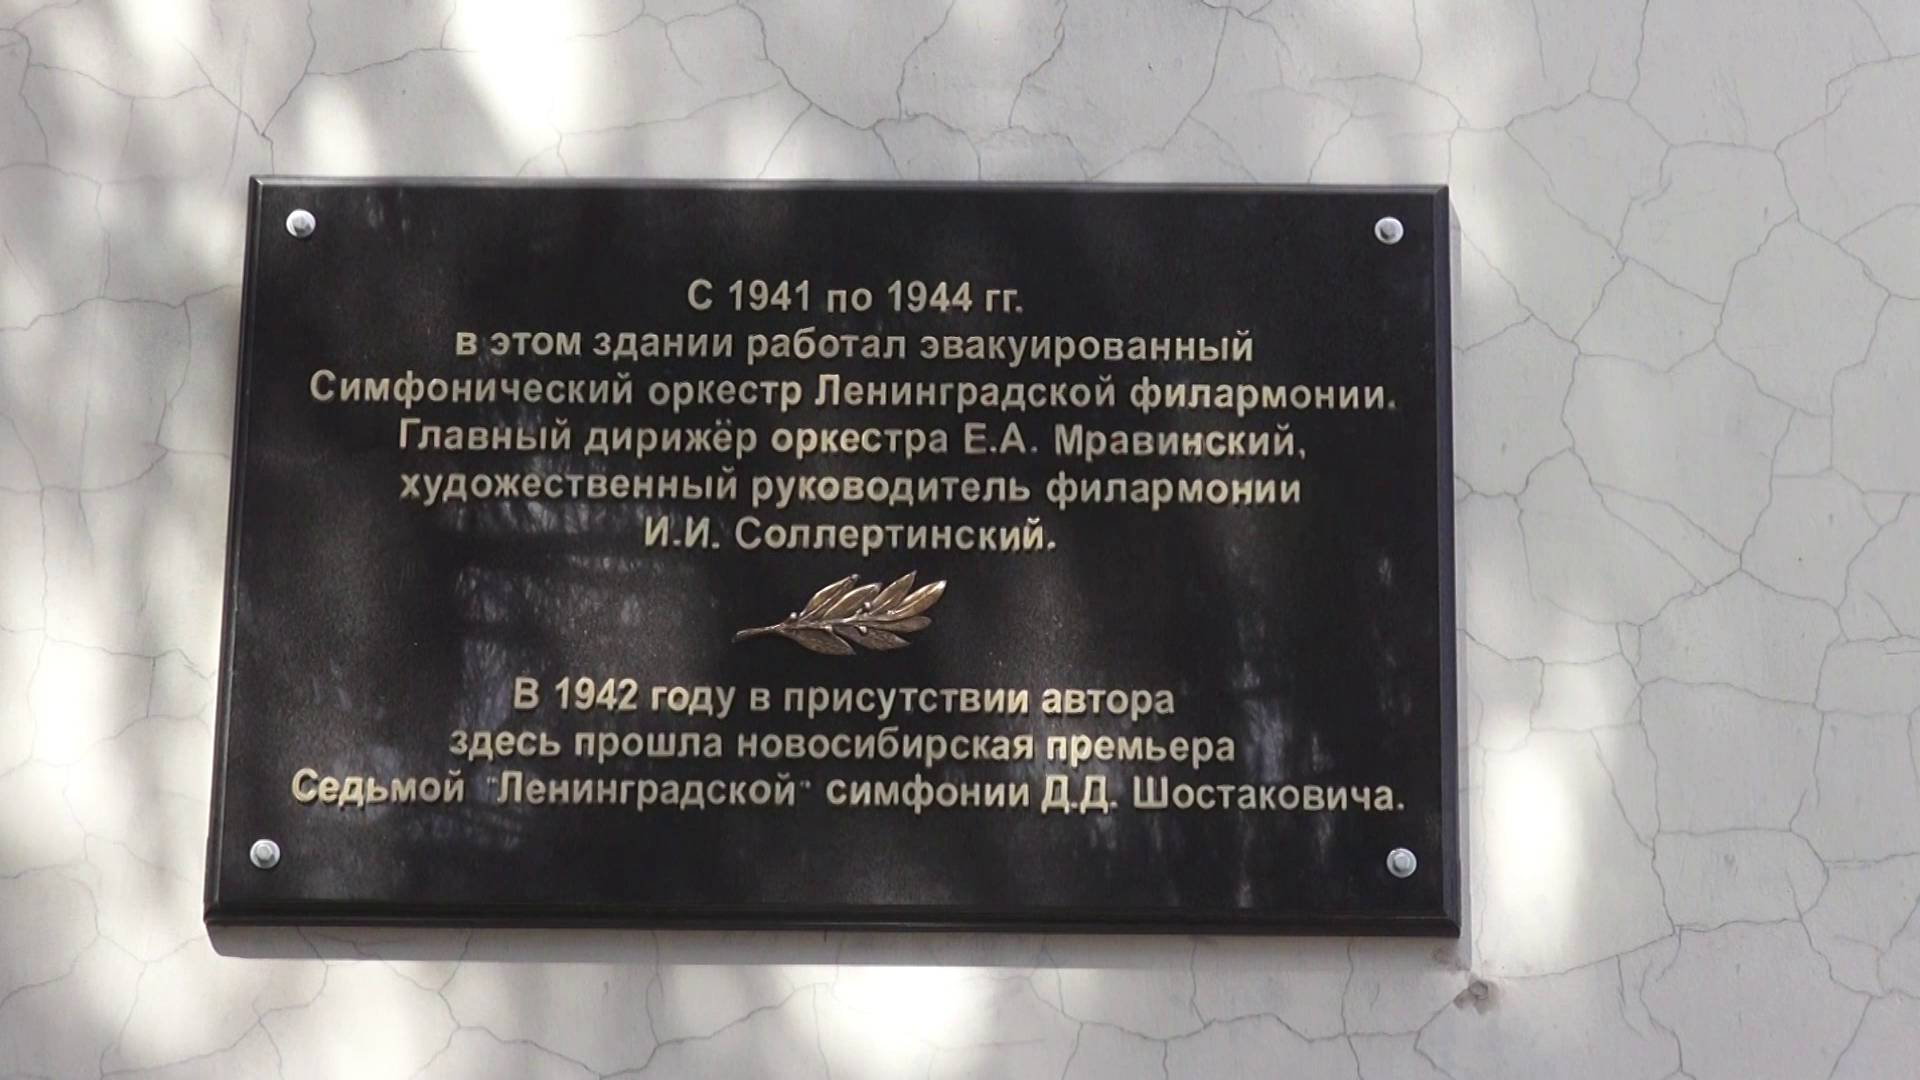 С 1941 по 1944 гг.
в этом здании работал эвакуированный
Симфонический оркестр Ленинградской филармонии.
Главный дирижёр оркестра Е.А. Мравинский,
художественный руководитель филармонии
И.И. Соллертинский.
В 1942 году в присутствии автора
здесь прошла новосибирская премьера
Седьмой "Ленинградской" симфонии Д.Д. Шостаковича.